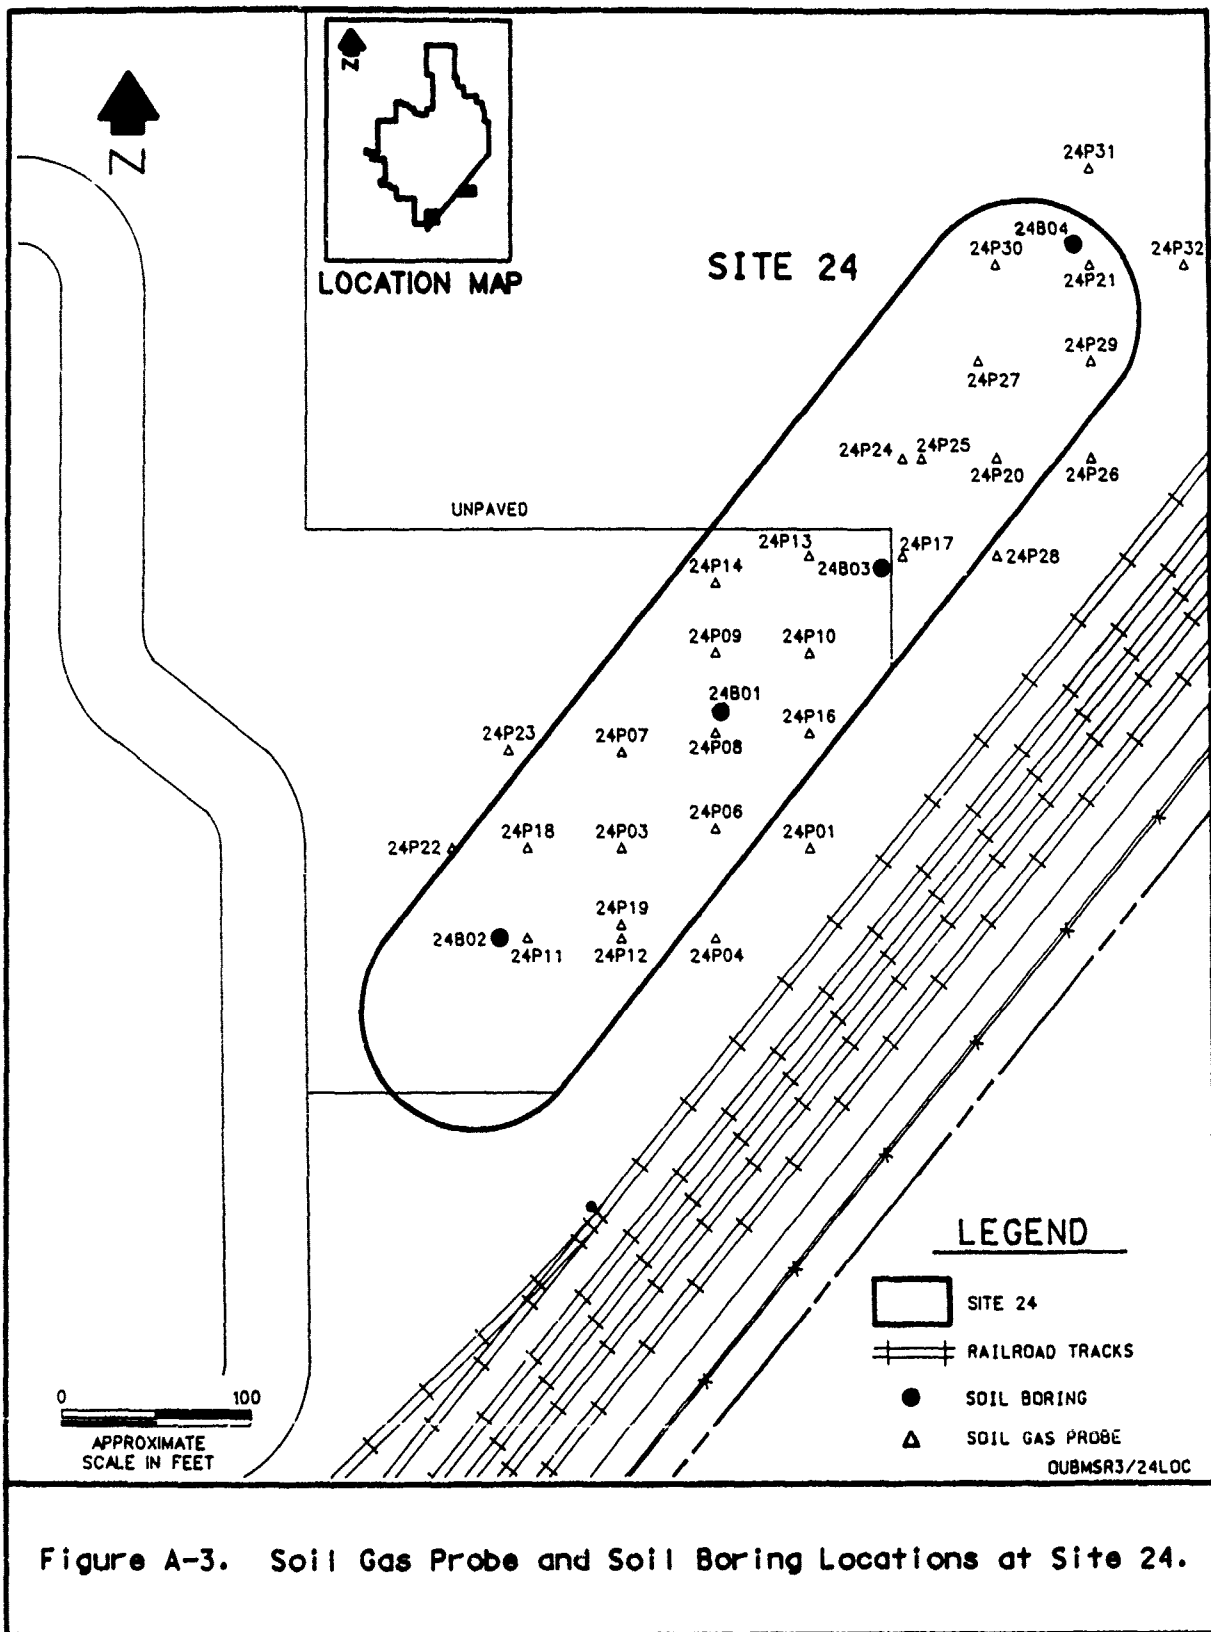 N
N
LOCATION MAP
SITE 24
24P31
24B04
24P30
24P32
24P21
24P29
24P27
24P24
24P25
24P20
24P26
UNPAVED
24P13
24P17
24B03
24P28
24P14
24P09
24P10
24B01
24P16
24P08
24P23
24P07
24P06
24P01
24P22
24P18
24P03
24P19
24B02
24P11
24P12
24P04
LEGEND
SITE 24
RAILROAD TRACKS
SOIL BORING
SOIL GAS PROBE
0 100
APPROXIMATE
SCALE IN FEET
OUBMSR3/24LOC
Figure A-3. Soil Gas Probe and Soil Boring Locations at Site 24.